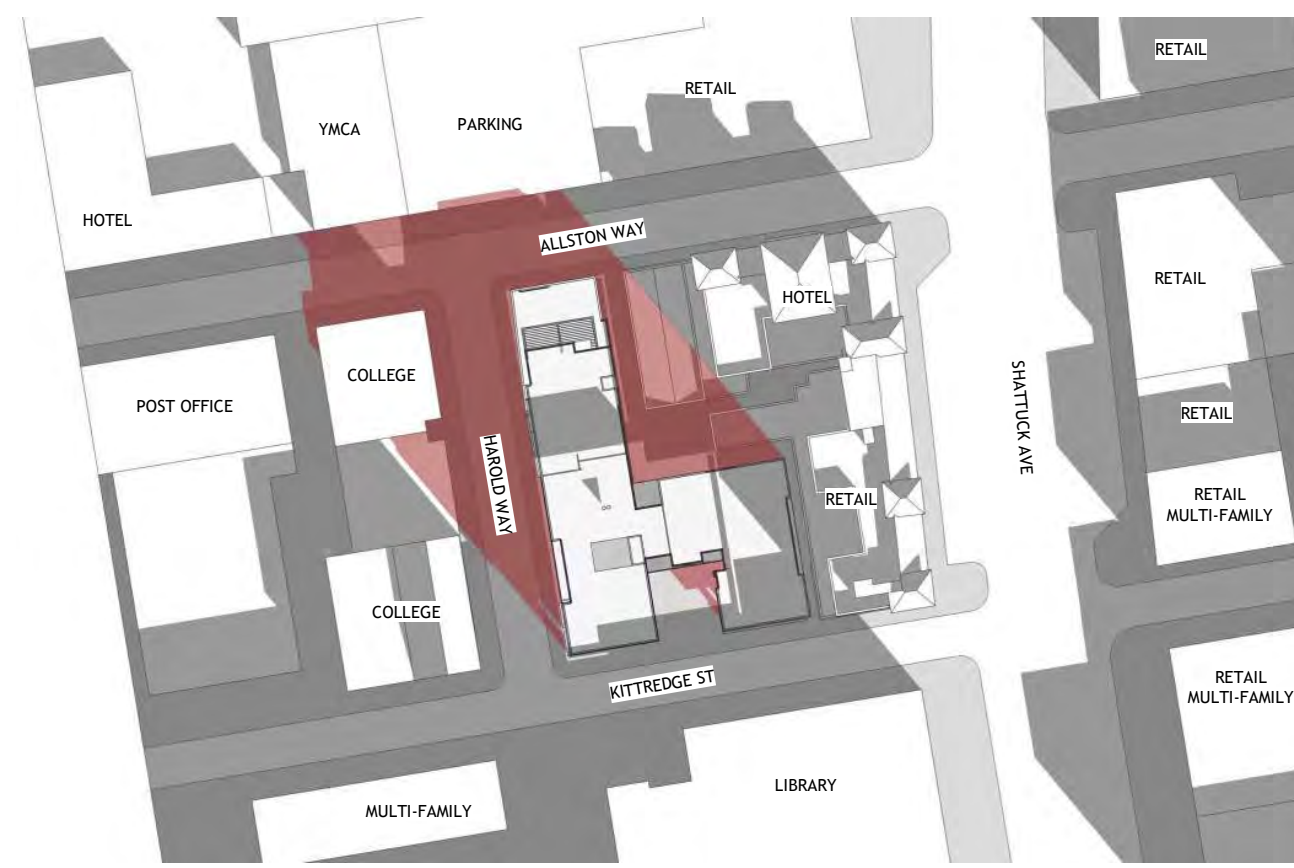 RETAIL
RETAIL
YMCA
PARKING
HOTEL
ALLSTON WAY
RETAIL
HOTEL
COLLEGE
SHATTUCK AVE
POST OFFICE
RETAIL
HAROLD WAY
RETAIL
RETAIL
MULTI-FAMILY
COLLEGE
KITTREDGE ST
RETAIL
MULTI-FAMILY
LIBRARY
MULTI-FAMILY